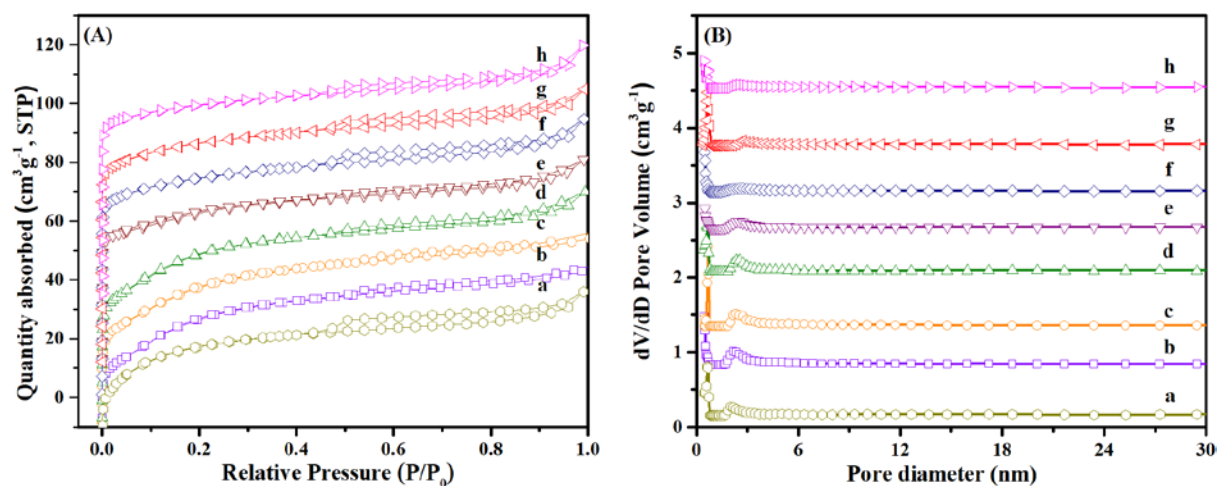 (A)
h
g
f
e
d
c
b
a
120
100
80
60
40
20
0
0.0
0.2
0.4
0.6
0.8
1.0
Quantity absorbed (cm³g⁻¹, STP)
Relative Pressure (P/P₀)
(B)
h
g
f
e
d
c
b
a
5
4
3
2
1
0
0
6
12
18
24
30
dV/dD Pore Volume (cm³g⁻¹)
Pore diameter (nm)